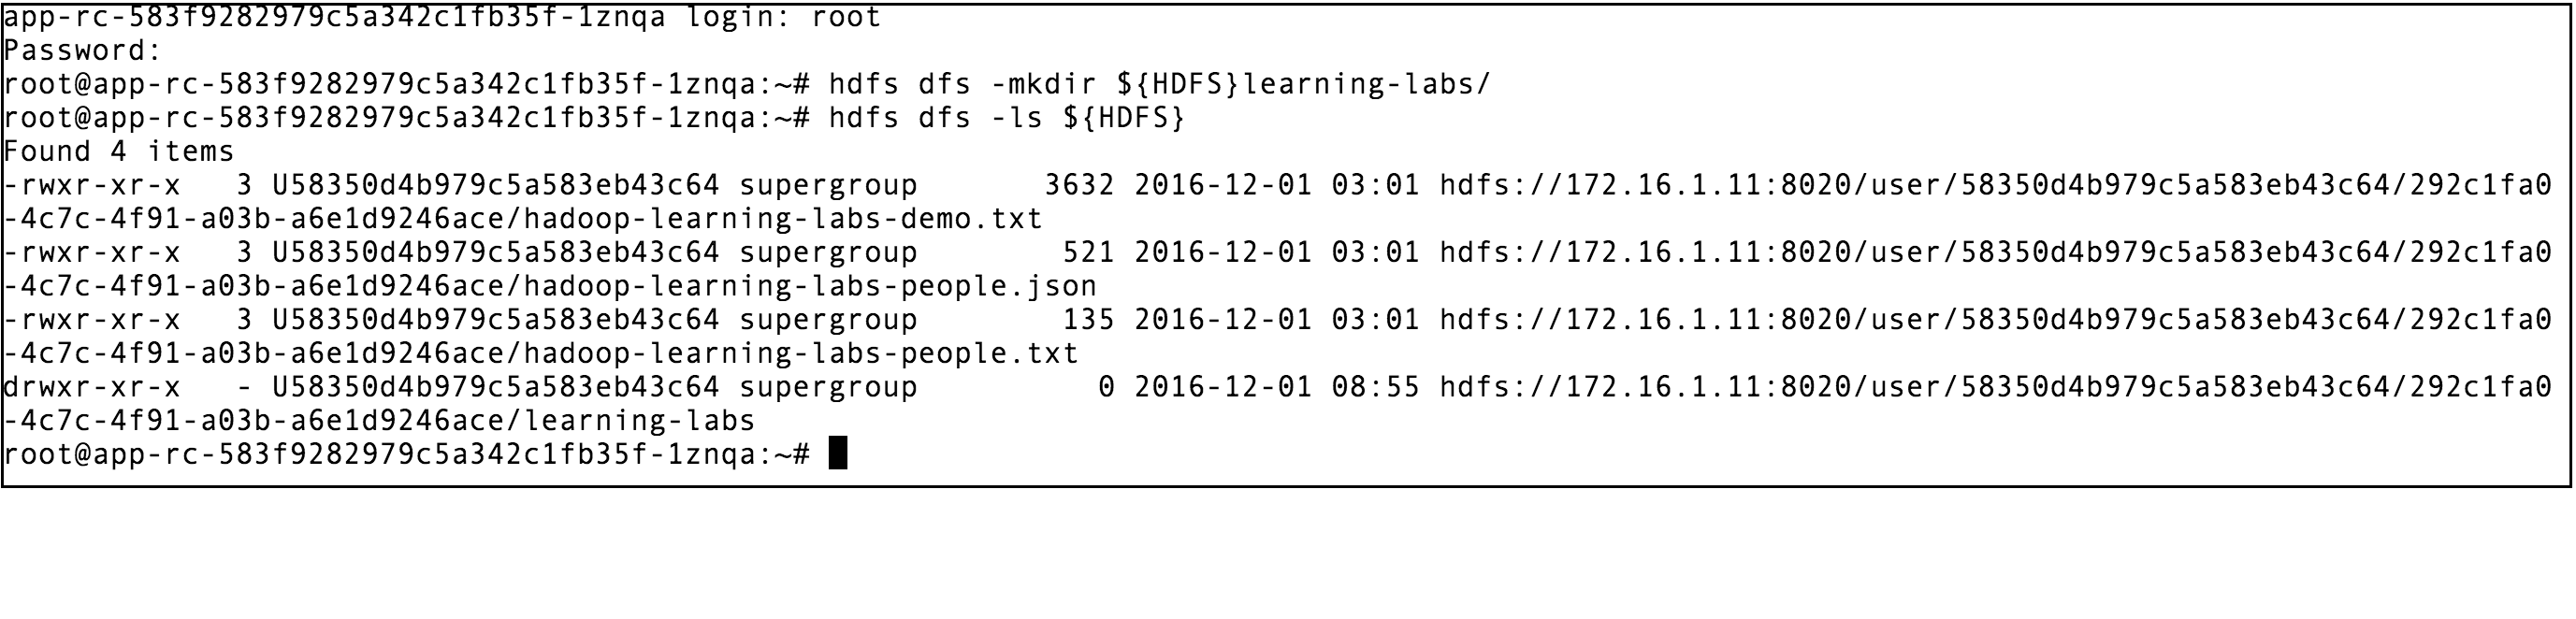 app-rc-583f9282979c5a342c1fb35f-1znqa login: root
Password:
root@app-rc-583f9282979c5a342c1fb35f-1znqa:~# hdfs dfs -mkdir ${HDFS}learning-labs/
root@app-rc-583f9282979c5a342c1fb35f-1znqa:~# hdfs dfs -ls ${HDFS}
Found 4 items
-rwxr-xr-x   3 U58350d4b979c5a583eb43c64 supergroup       3632 2016-12-01 03:01 hdfs://172.16.1.11:8020/user/58350d4b979c5a583eb43c64/292c1fa0
-4c7c-4f91-a03b-a6e1d9246ace/hadoop-learning-labs-demo.txt
-rwxr-xr-x   3 U58350d4b979c5a583eb43c64 supergroup        521 2016-12-01 03:01 hdfs://172.16.1.11:8020/user/58350d4b979c5a583eb43c64/292c1fa0
-4c7c-4f91-a03b-a6e1d9246ace/hadoop-learning-labs-people.json
-rwxr-xr-x   3 U58350d4b979c5a583eb43c64 supergroup        135 2016-12-01 03:01 hdfs://172.16.1.11:8020/user/58350d4b979c5a583eb43c64/292c1fa0
-4c7c-4f91-a03b-a6e1d9246ace/hadoop-learning-labs-people.txt
drwxr-xr-x   - U58350d4b979c5a583eb43c64 supergroup          0 2016-12-01 08:55 hdfs://172.16.1.11:8020/user/58350d4b979c5a583eb43c64/292c1fa0
-4c7c-4f91-a03b-a6e1d9246ace/learning-labs
root@app-rc-583f9282979c5a342c1fb35f-1znqa:~#